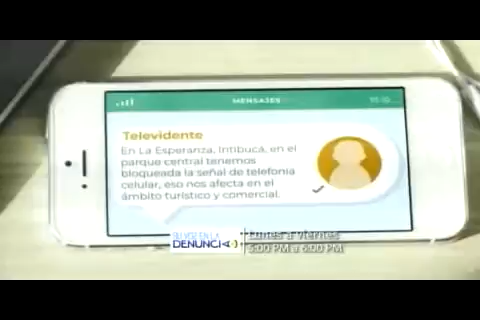 MENSAJES
Televidente
En La Esperanza, Intibucá, en el
parque central tenemos
bloqueada la señal de telefonía
celular, eso nos afecta en el
ámbito turístico y comercial.
DENUNCIA
Lunes a viernes
5:00 PM a 6:00 PM